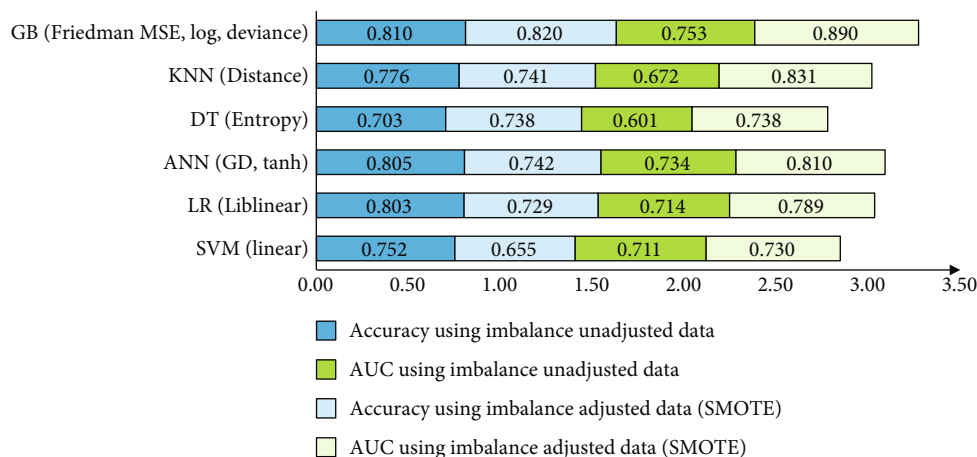 GB (Friedman MSE, log, deviance) 0.810 0.820 0.753 0.890
KNN (Distance) 0.776 0.741 0.672 0.831
DT (Entropy) 0.703 0.738 0.601 0.738
ANN (GD, tanh) 0.805 0.742 0.734 0.810
LR (Liblinear) 0.803 0.729 0.714 0.789
SVM (linear) 0.752 0.655 0.711 0.730
0.00 0.50 1.00 1.50 2.00 2.50 3.00 3.50
Accuracy using imbalance unadjusted data
AUC using imbalance unadjusted data
Accuracy using imbalance adjusted data (SMOTE)
AUC using imbalance adjusted data (SMOTE)